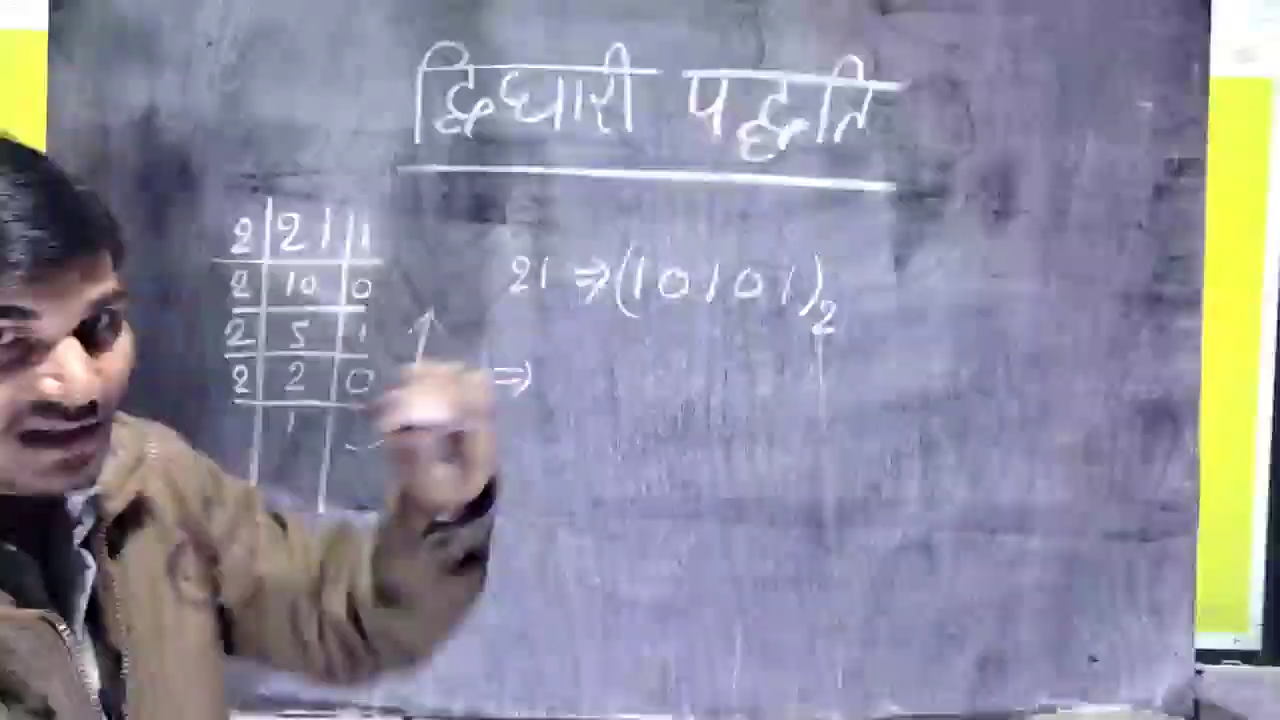 द्विधारी पद्धति
2 | 21 | 1
2 | 10 | 0
2 | 5 | 1
2 | 2 | 0
1
21 ⇒ (10101)₂
⇒